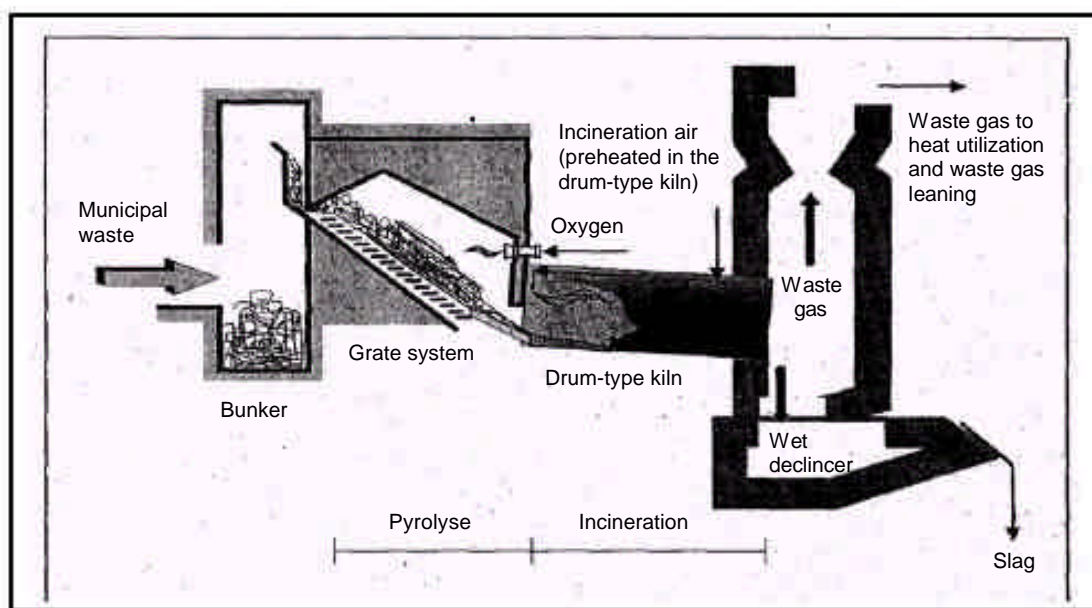 Incineration air
(preheated in the
drum-type kiln)
Waste gas to
heat utilization
and waste gas
leaning
Municipal
waste
Oxygen
Waste
gas
Grate system
Drum-type kiln
Bunker
Wet
declincer
Pyrolyse
Incineration
Slag